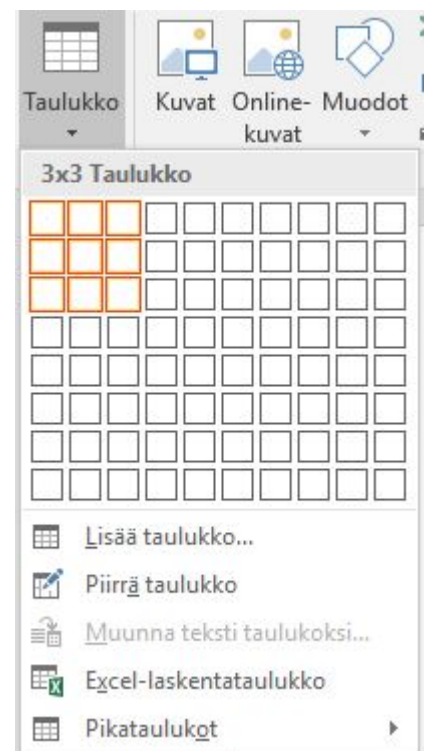 Taulukko Kuvat Online- Muodot
kuvat
3x3 Taulukko
Lisää taulukko...
Piirrä taulukko
Muunna teksti taulukoksi...
Excel-laskentataulukko
Pikataulukot